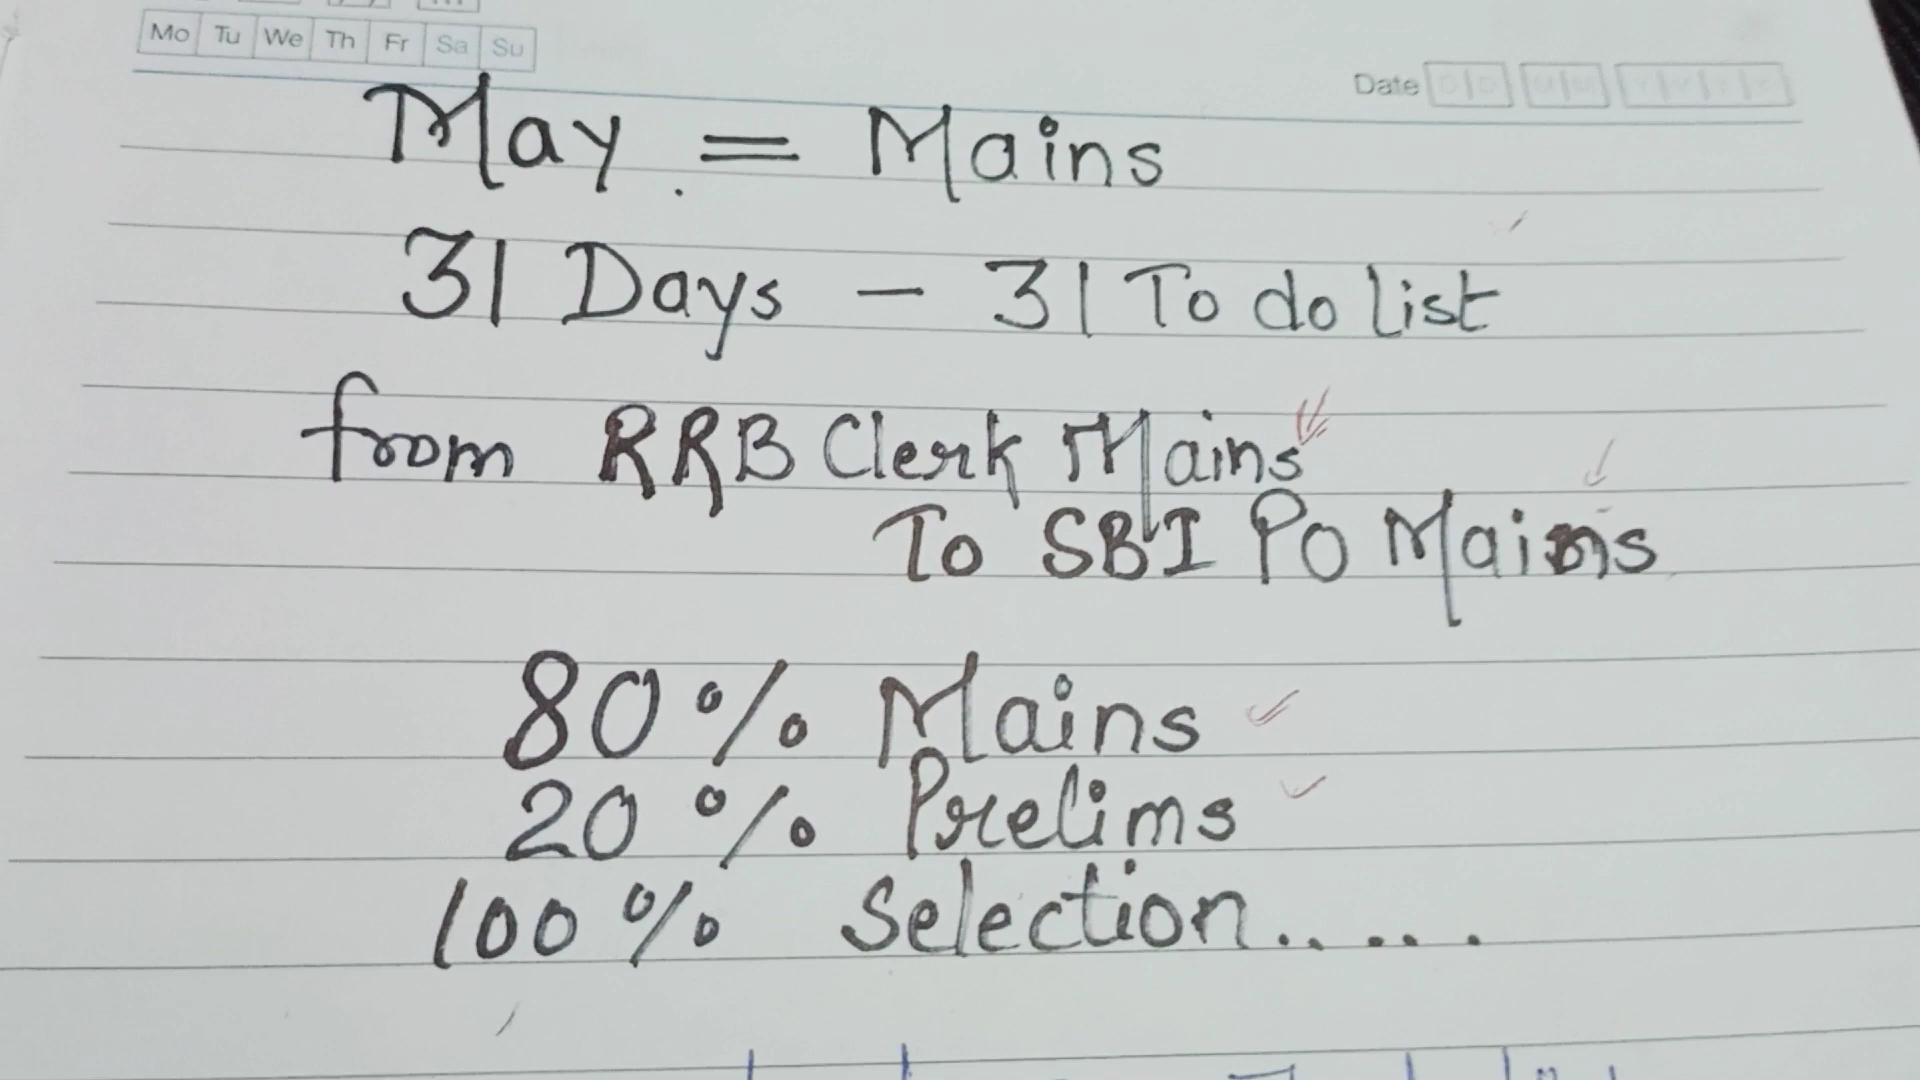 Mo Tu We Th Fr Sa Su
Date
May = Mains
31 Days - 31 To do list
from RRB Clerk Mains
To SBI PO Mains
80% Mains
20% Prelims
100% Selection.....